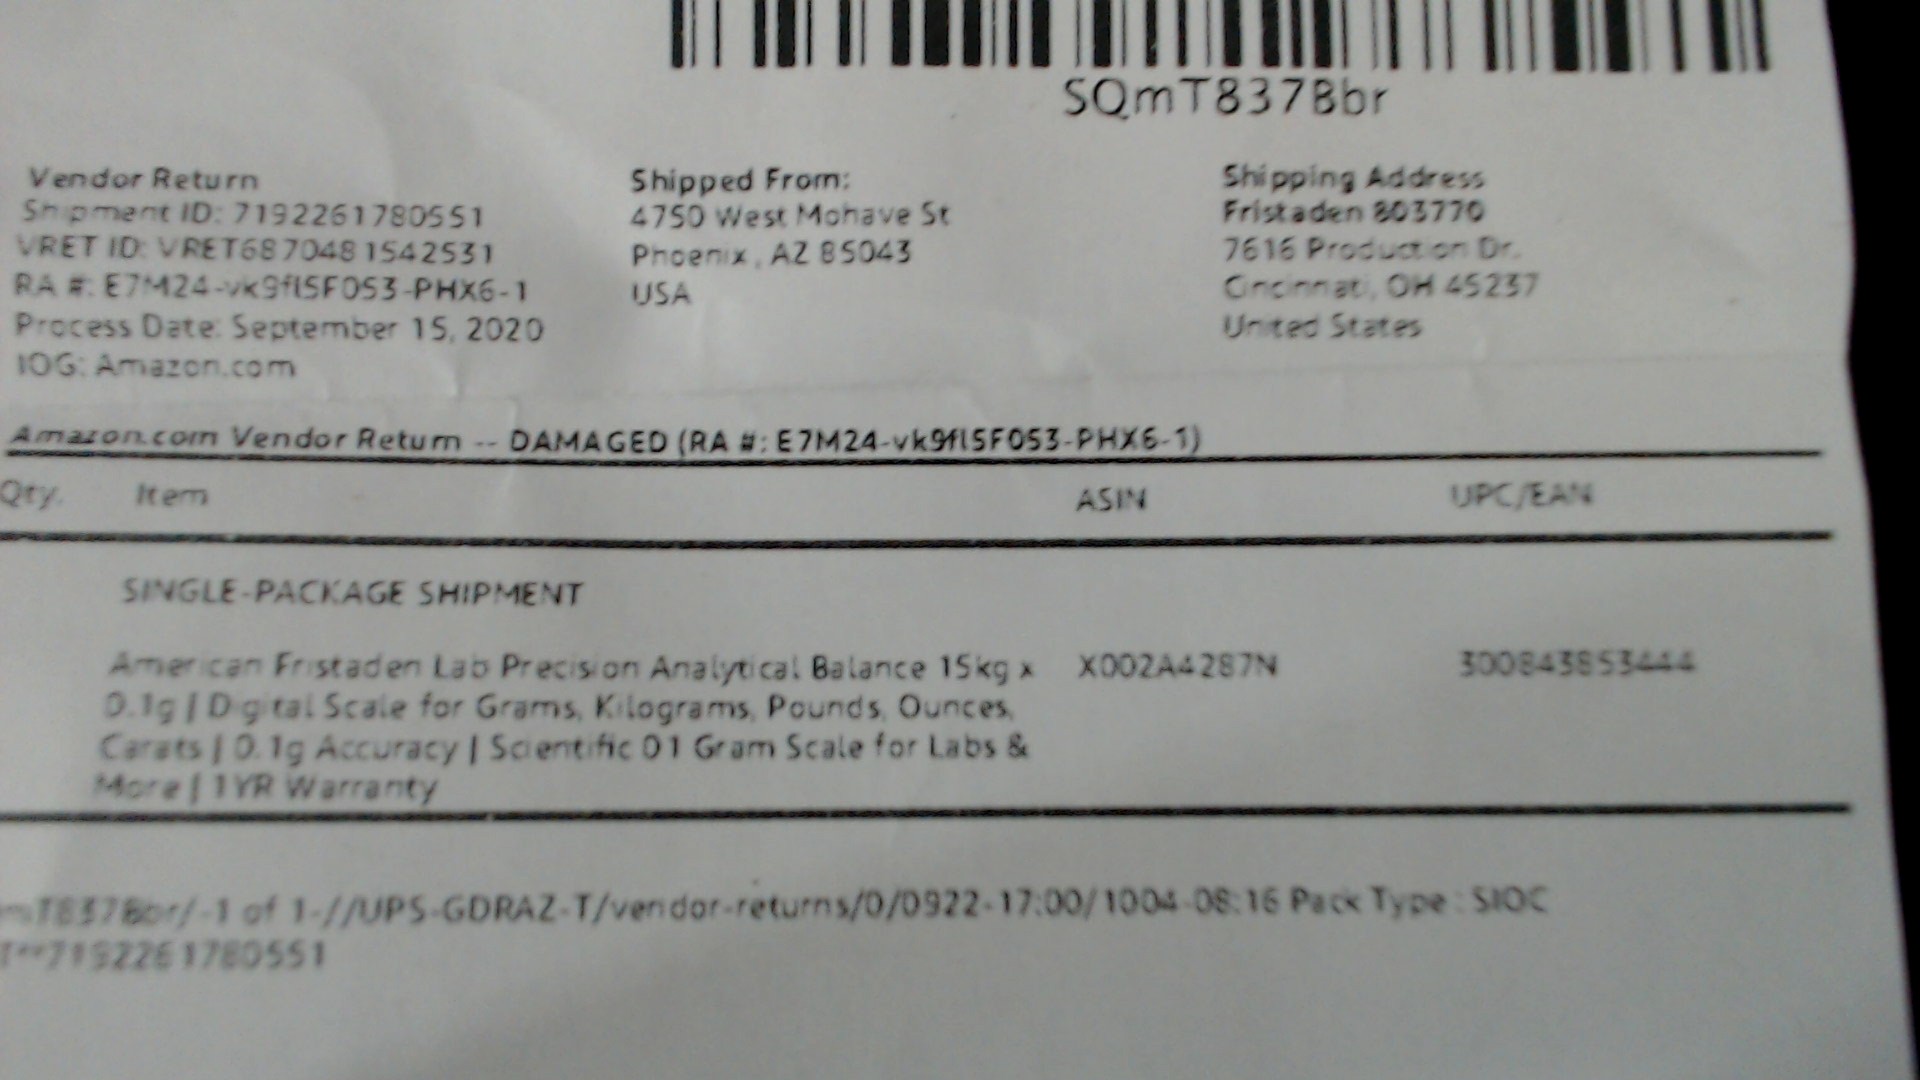 SQmT837Bbr
Vendor Return
Shipment ID: 7192261780551
VRET ID: VRET6870481542531
RA #: E7M24-vk9flSF053-PHX6-1
Process Date: September 15, 2020
IOG: Amazon.com
Shipped From:
4750 West Mohave St
Phoenix, AZ 85043
USA
Shipping Address
Fristaden 803770
7616 Production Dr.
Cincinnati, OH 45237
United States
Amazon.com Vendor Return -- DAMAGED (RA #: E7M24-vk9flSF053-PHX6-1)
Qty. Item ASIN UPC/EAN
SINGLE-PACKAGE SHIPMENT
American Fristaden Lab Precision Analytical Balance 15kg x X002A4287N 300843853444
0.1g | Digital Scale for Grams, Kilograms, Pounds, Ounces,
Carats | 0.1g Accuracy | Scientific 01 Gram Scale for Labs &
More | 1YR Warranty
mT837Bbr/-1 of 1-//UPS-GDRAZ-T/vendor-returns/0/0922-17:00/1004-08:16 Pack Type : SIOC
T**7192261780551